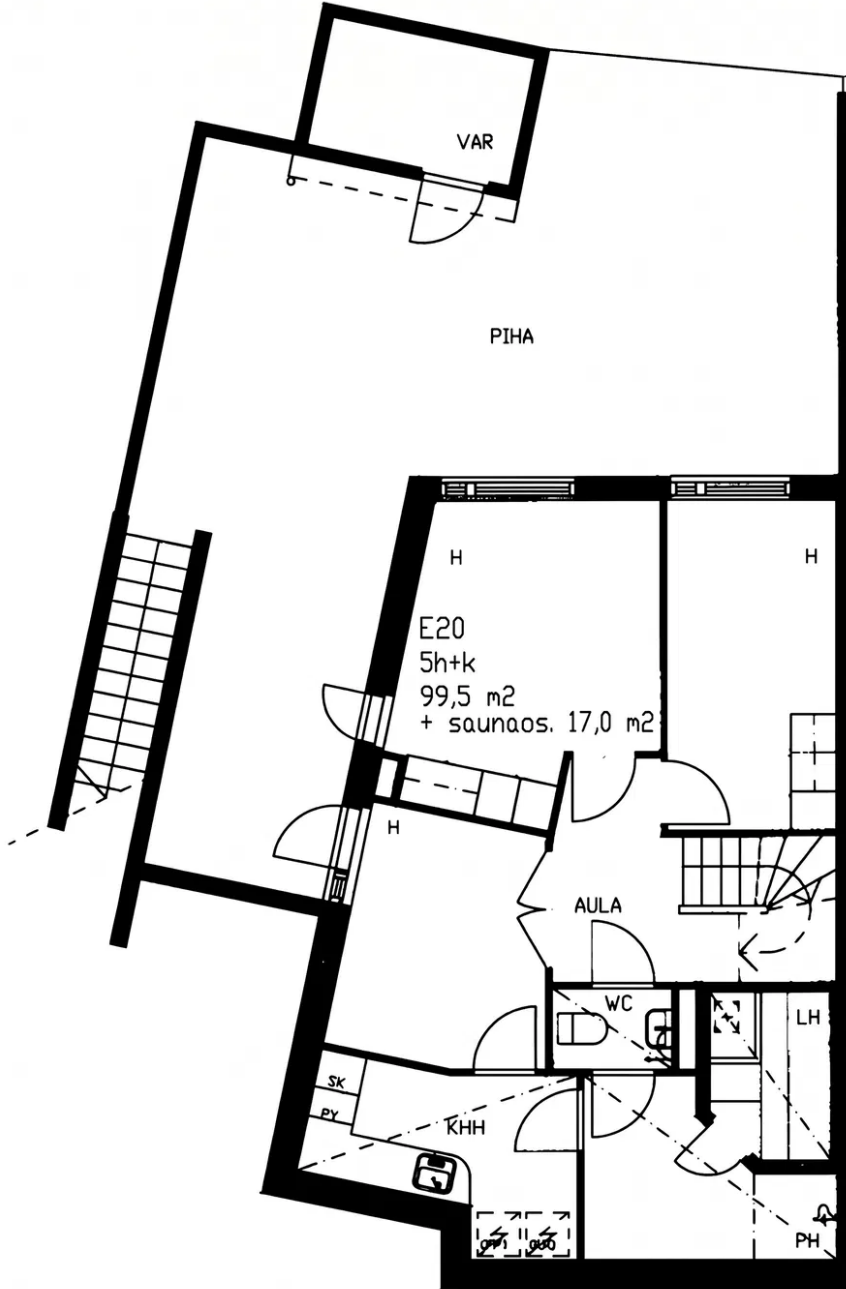 VAR
PIHA
H
H
E20
5h+k
99,5 m2
+ saunaos. 17,0 m2
H
AULA
WC
LH
SK
PY
KHH
PH